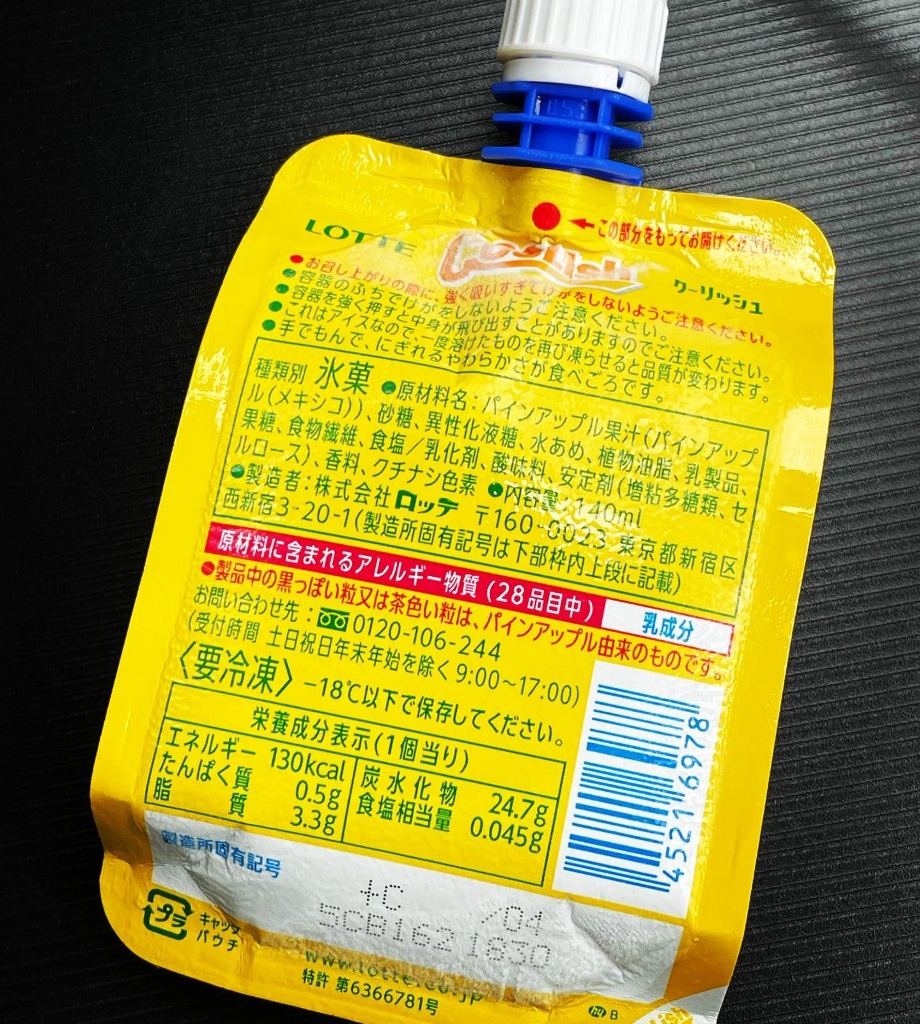 この部分をもってお開けください。
LOTTE Coolish クーリッシュ
●お召し上がりの際に、強く吸いすぎてけがをしないようご注意ください。
●容器のふちでけがをしないようご注意ください。
●容器を強く押すと中身が飛び出すことがありますのでご注意ください。
●これはアイスなので、一度溶けたものを再び凍らせると品質が変わります。
●手でもんで、にぎれるやわらかさが食べごろです。
種類別 氷菓 ●原材料名：パインアップル果汁(パインアップ
ル(メキシコ))、砂糖、異性化液糖、水あめ、植物油脂、乳製品、
果糖、食物繊維、食塩／乳化剤、酸味料、安定剤(増粘多糖類、セ
ルロース)、香料、クチナシ色素 ●内容量：140ml
●製造者：株式会社ロッテ 〒160-0023 東京都新宿区
西新宿3-20-1(製造所固有記号は下部枠内上段に記載)
原材料に含まれるアレルギー物質(28品目中) 乳成分
●製品中の黒っぽい粒又は茶色い粒は、パインアップル由来のものです。
お問い合わせ先：0120-106-244
(受付時間 土日祝日年末年始を除く9:00～17:00)
〈要冷凍〉-18℃以下で保存してください。
栄養成分表示(1個当り)
エネルギー 130kcal 炭水化物 24.7g
たんぱく質 0.5g 食塩相当量 0.045g
脂質 3.3g
45216978
製造所固有記号
+C /04
5CB162 1830
プラ キャップ
パウチ
www.lotte.co.jp
特許 第6366781号
B